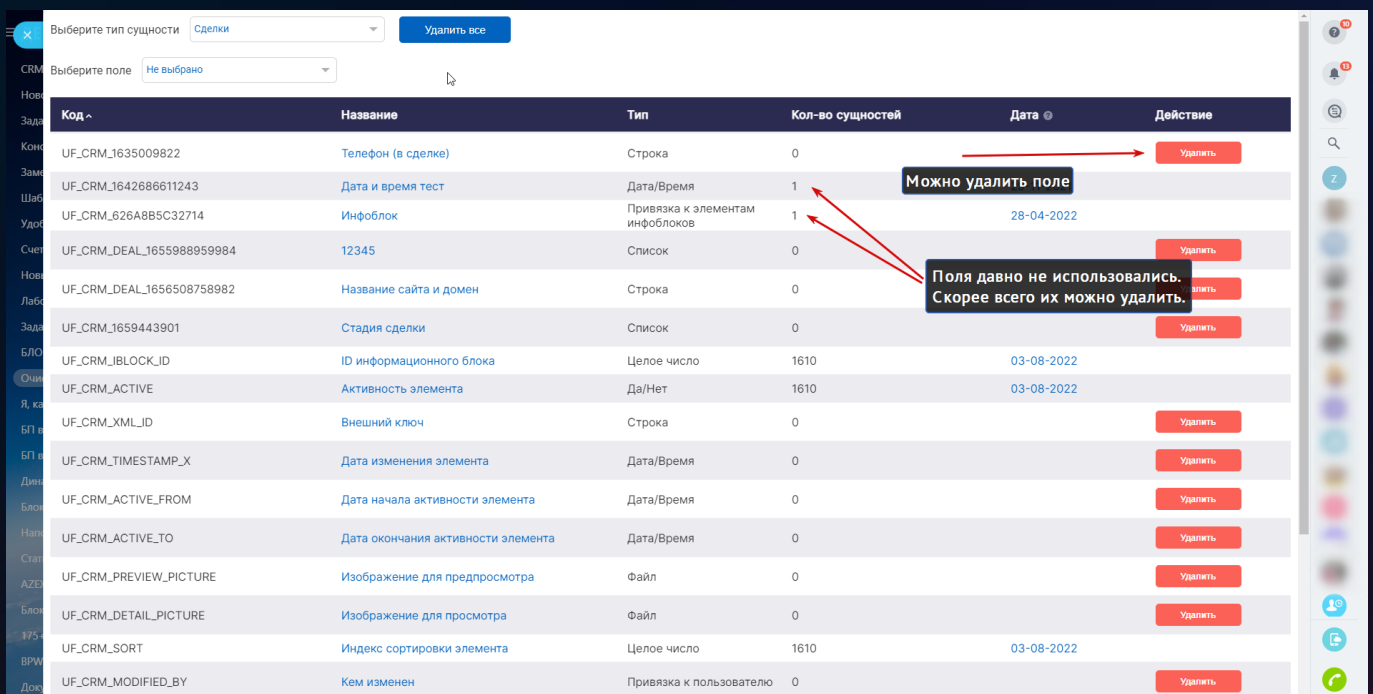 Выберите тип сущности Сделки Удалить все
Выберите поле Не выбрано
Код Название Тип Кол-во сущностей Дата Действие
UF_CRM_1635009822 Телефон (в сделке) Строка 0 Удалить
Можно удалить поле
UF_CRM_1642686611243 Дата и время тест Дата/Время 1
UF_CRM_626A8B5C32714 Инфоблок Привязка к элементам инфоблоков 1 28-04-2022
UF_CRM_DEAL_1655988959984 12345 Список 0 Удалить
Поля давно не использовались.
Скорее всего их можно удалить.
UF_CRM_DEAL_1656508758982 Название сайта и домен Строка 0
UF_CRM_1659443901 Стадия сделки Список 0 Удалить
UF_CRM_IBLOCK_ID ID информационного блока Целое число 1610 03-08-2022
UF_CRM_ACTIVE Активность элемента Да/Нет 1610 03-08-2022
UF_CRM_XML_ID Внешний ключ Строка 0 Удалить
UF_CRM_TIMESTAMP_X Дата изменения элемента Дата/Время 0 Удалить
UF_CRM_ACTIVE_FROM Дата начала активности элемента Дата/Время 0 Удалить
UF_CRM_ACTIVE_TO Дата окончания активности элемента Дата/Время 0 Удалить
UF_CRM_PREVIEW_PICTURE Изображение для предпросмотра Файл 0 Удалить
UF_CRM_DETAIL_PICTURE Изображение для просмотра Файл 0 Удалить
UF_CRM_SORT Индекс сортировки элемента Целое число 1610 03-08-2022
UF_CRM_MODIFIED_BY Кем изменен Привязка к пользователю 0 Удалить
CRM
10
13
Z